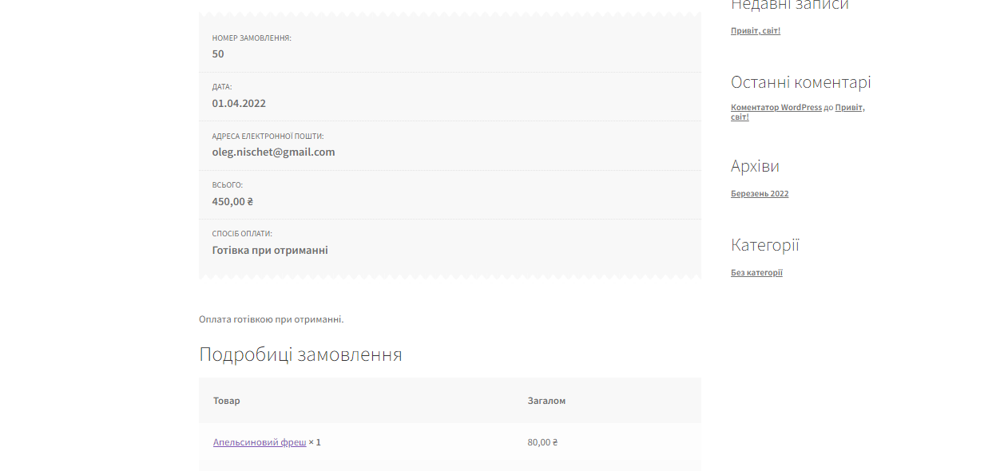 НОМЕР ЗАМОВЛЕННЯ:
50
ДАТА:
01.04.2022
АДРЕСА ЕЛЕКТРОННОЇ ПОШТИ:
oleg.nischet@gmail.com
ВСЬОГО:
450,00 ₴
СПОСІБ ОПЛАТИ:
Готівка при отриманні
Оплата готівкою при отриманні.
Подробиці замовлення
Товар Загалом
Апельсиновий фреш × 1 80,00 ₴
Недавні записи
Привіт, світ!
Останні коментарі
Коментатор WordPress до Привіт,
світ!
Архіви
Березень 2022
Категорії
Без категорії